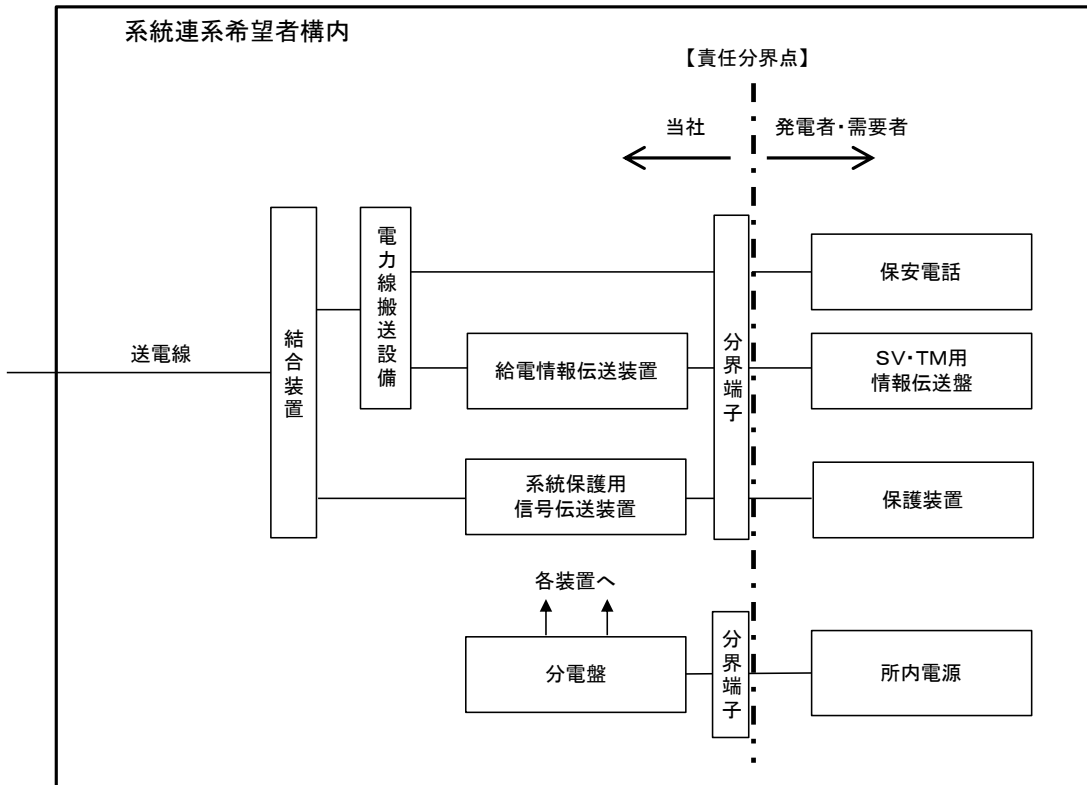 系統連系希望者構内
【責任分界点】
当社
発電者・需要者
送電線
結合装置
電力線搬送設備
給電情報伝送装置
系統保護用
信号伝送装置
分界端子
保安電話
SV・TM用
情報伝送盤
保護装置
各装置へ
分電盤
分界端子
所内電源